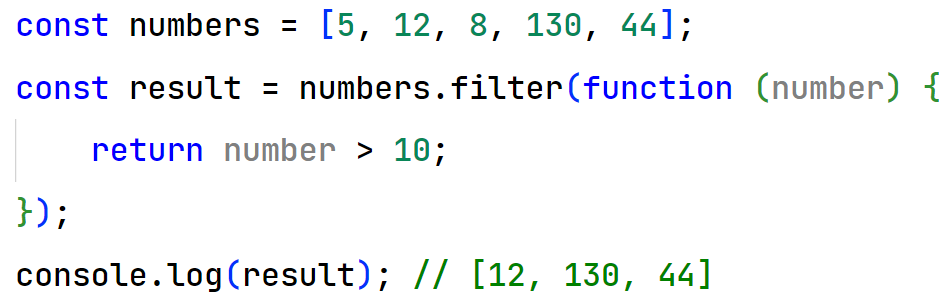 const numbers = [5, 12, 8, 130, 44];
const result = numbers.filter(function (number) {
    return number > 10;
});
console.log(result); // [12, 130, 44]